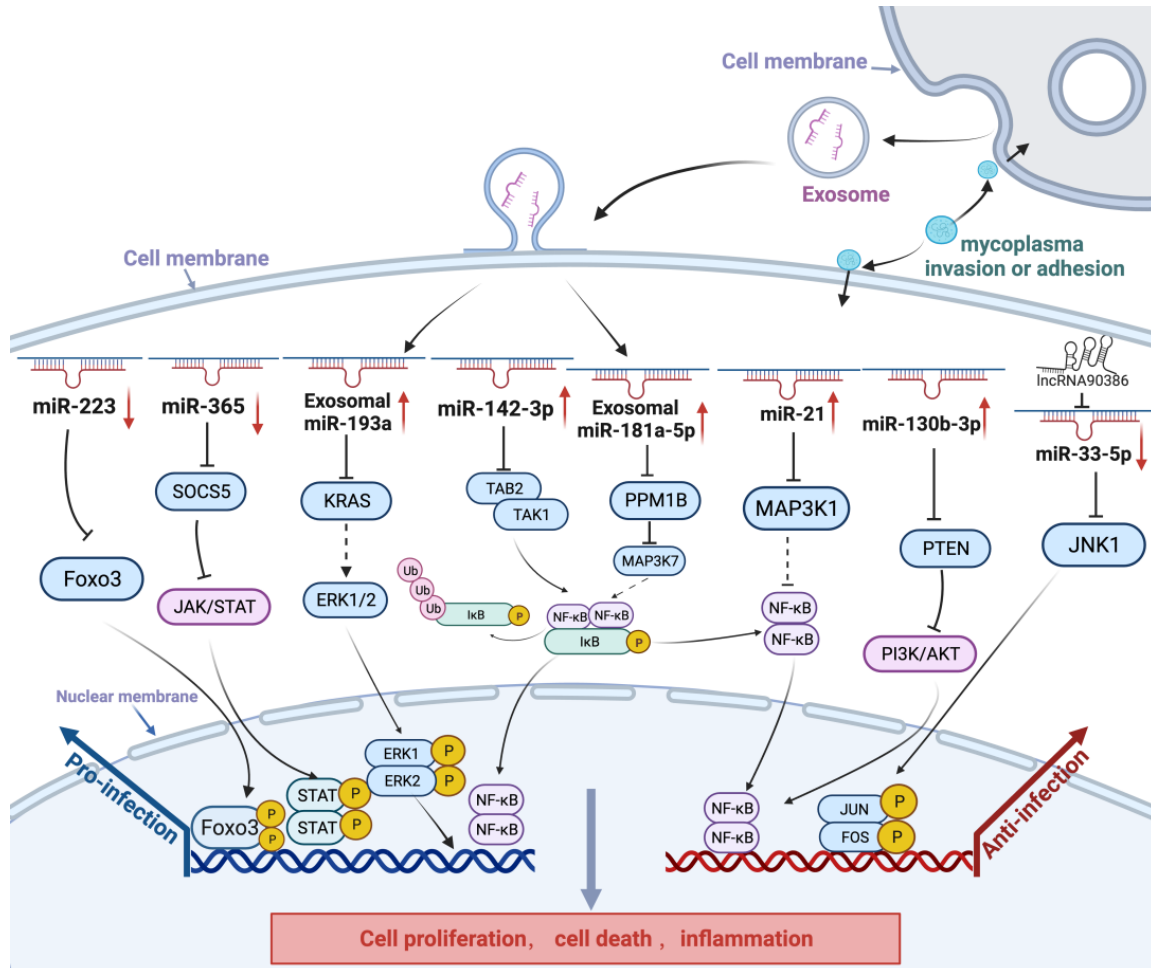 Cell membrane
Exosome
mycoplasma
invasion or adhesion
Cell membrane
miR-223
miR-365
Exosomal
miR-193a
miR-142-3p
Exosomal
miR-181a-5p
miR-21
miR-130b-3p
lncRNA90386
miR-33-5p
SOCS5
KRAS
TAB2
TAK1
PPM1B
MAP3K1
PTEN
JNK1
Foxo3
JAK/STAT
ERK1/2
MAP3K7
Ub
Ub
Ub
IκB
P
NF-κB
NF-κB
IκB
P
NF-κB
NF-κB
PI3K/AKT
Nuclear membrane
Pro-infection
Foxo3
P
P
STAT
P
STAT
P
ERK1
P
ERK2
P
NF-κB
NF-κB
NF-κB
NF-κB
JUN
P
FOS
P
Anti-infection
Cell proliferation, cell death , inflammation